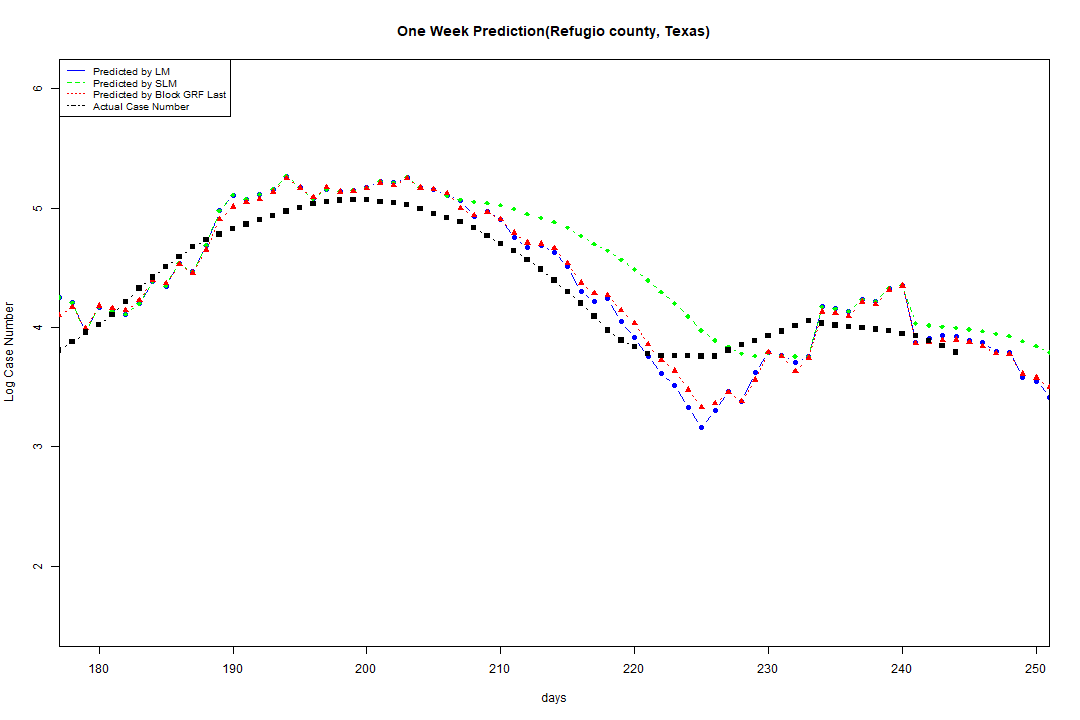 One Week Prediction(Refugio county, Texas)
Predicted by LM
Predicted by SLM
Predicted by Block GRF Last
Actual Case Number
6
5
4
3
2
Log Case Number
180 190 200 210 220 230 240 250
days